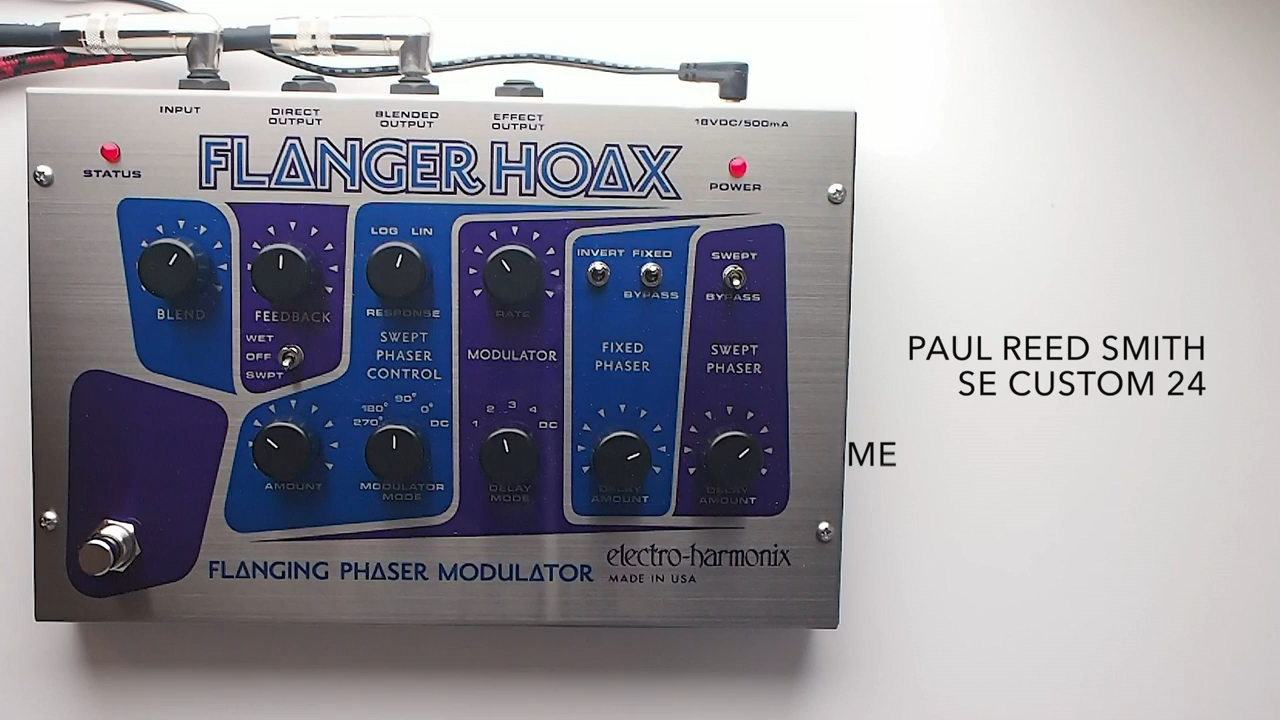 INPUT
DIRECT OUTPUT
BLENDED OUTPUT
EFFECT OUTPUT
18VDC/500mA
STATUS
FLANGER HOAX
POWER
LOG LIN
INVERT FIXED
SWEPT
BYPASS
BYPASS
BLEND
FEEDBACK
RESPONSE
RATE
WET
OFF
SWPT
SWEPT
PHASER
CONTROL
MODULATOR
FIXED
PHASER
SWEPT
PHASER
270° 180° 90° 0° DC
1 2 3 4 DC
AMOUNT
MODULATOR
MODE
DELAY
MODE
DELAY
AMOUNT
DELAY
AMOUNT
FLANGING PHASER MODULATOR
electro-harmonix
MADE IN USA
PAUL REED SMITH
SE CUSTOM 24
ME